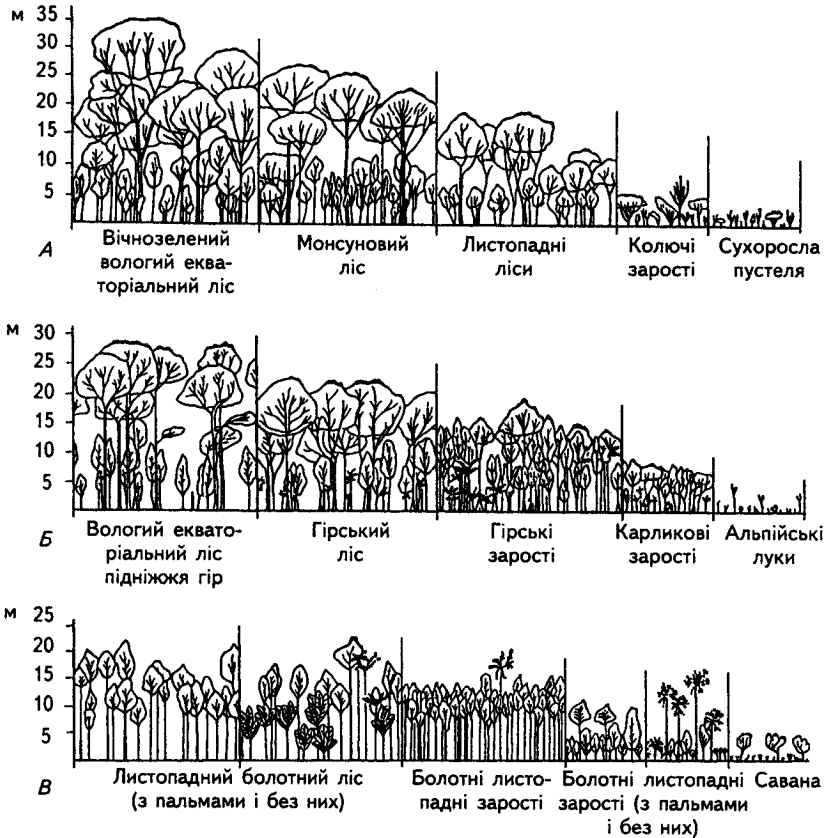 м 35
30
25
20
15
10
5
А
Вічнозелений
вологий еква-
торіальний ліс
Монсуновий
ліс
Листопадні
ліси
Колючі
зарості
Сухоросла
пустеля
м 30
25
20
15
10
5
Б
Вологий еквато-
ріальний ліс
підніжжя гір
Гірський
ліс
Гірські
зарості
Карликові
зарості
Альпійські
луки
м 25
20
15
10
5
В
Листопадний болотний ліс
(з пальмами і без них)
Болотні листо-
падні зарості
Болотні листопадні
зарості (з пальмами
і без них)
Савана